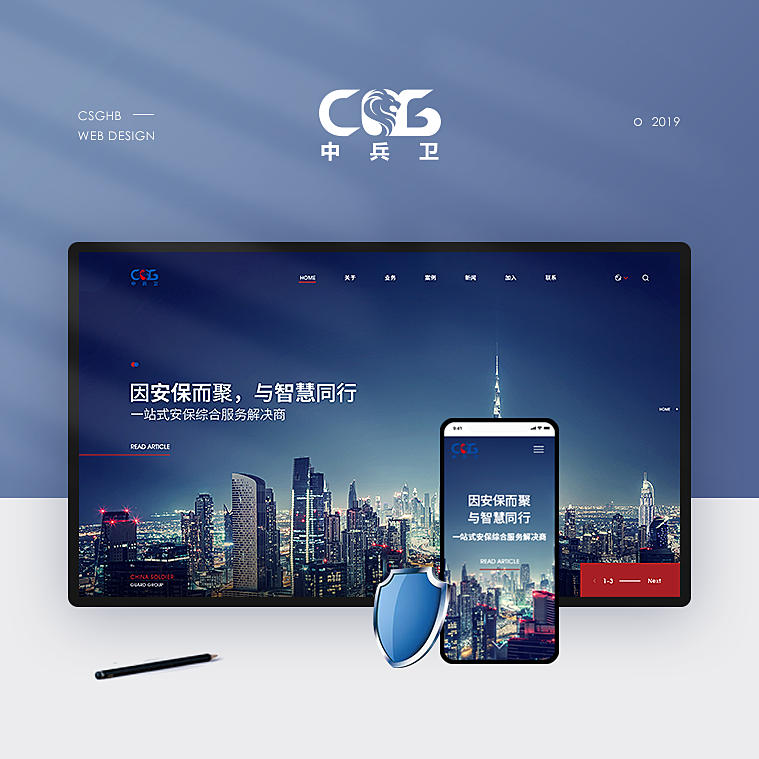 CSGHB
WEB DESIGN
CSG
中兵卫
2019
CSG
中兵卫
HOME 关于 业务 案例 新闻 加入 联系
因安保而聚，与智慧同行
一站式安保综合服务解决商
READ ARTICLE
HOME
CHINA SOLDIER
GUARD GROUP
1-3 Next
9:41
CSG
因安保而聚
与智慧同行
一站式安保综合服务解决商
READ ARTICLE